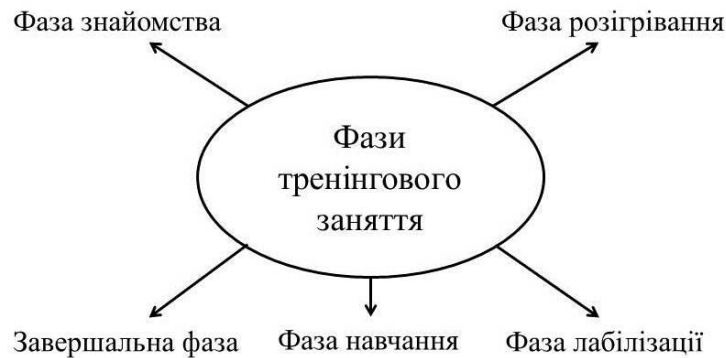 Фаза знайомства
Фаза розігрівання
Фази
тренінгового
заняття
Завершальна фаза
Фаза навчання
Фаза лабілізації